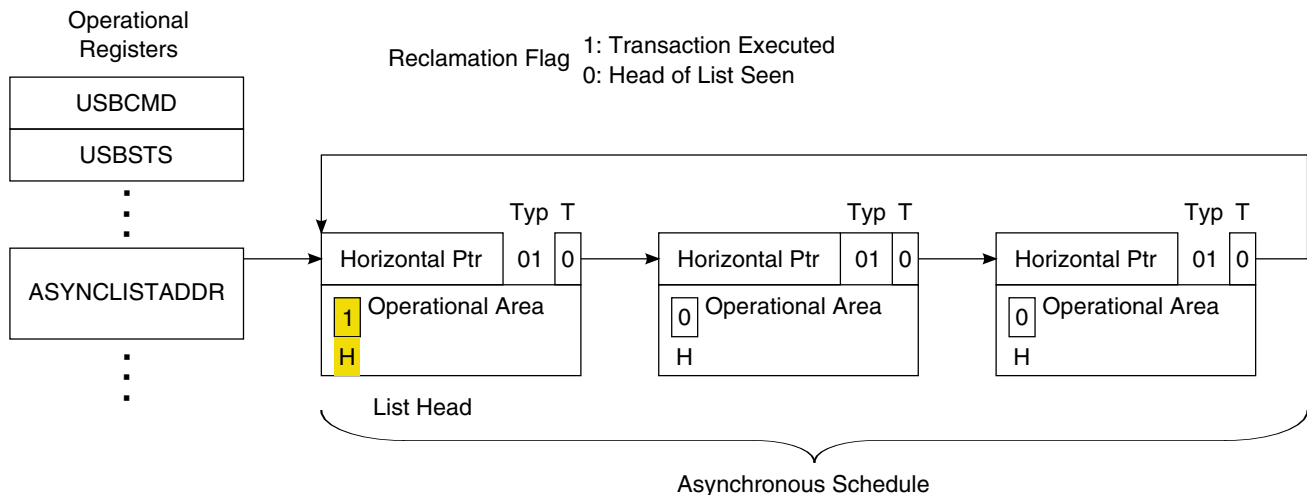 Operational
Registers
Reclamation Flag
1: Transaction Executed
0: Head of List Seen
USBCMD
USBSTS
Typ T
Typ T
Typ T
ASYNCLISTADDR
Horizontal Ptr 01 0
Horizontal Ptr 01 0
Horizontal Ptr 01 0
1 Operational Area
0 Operational Area
0 Operational Area
H
H
H
List Head
Asynchronous Schedule